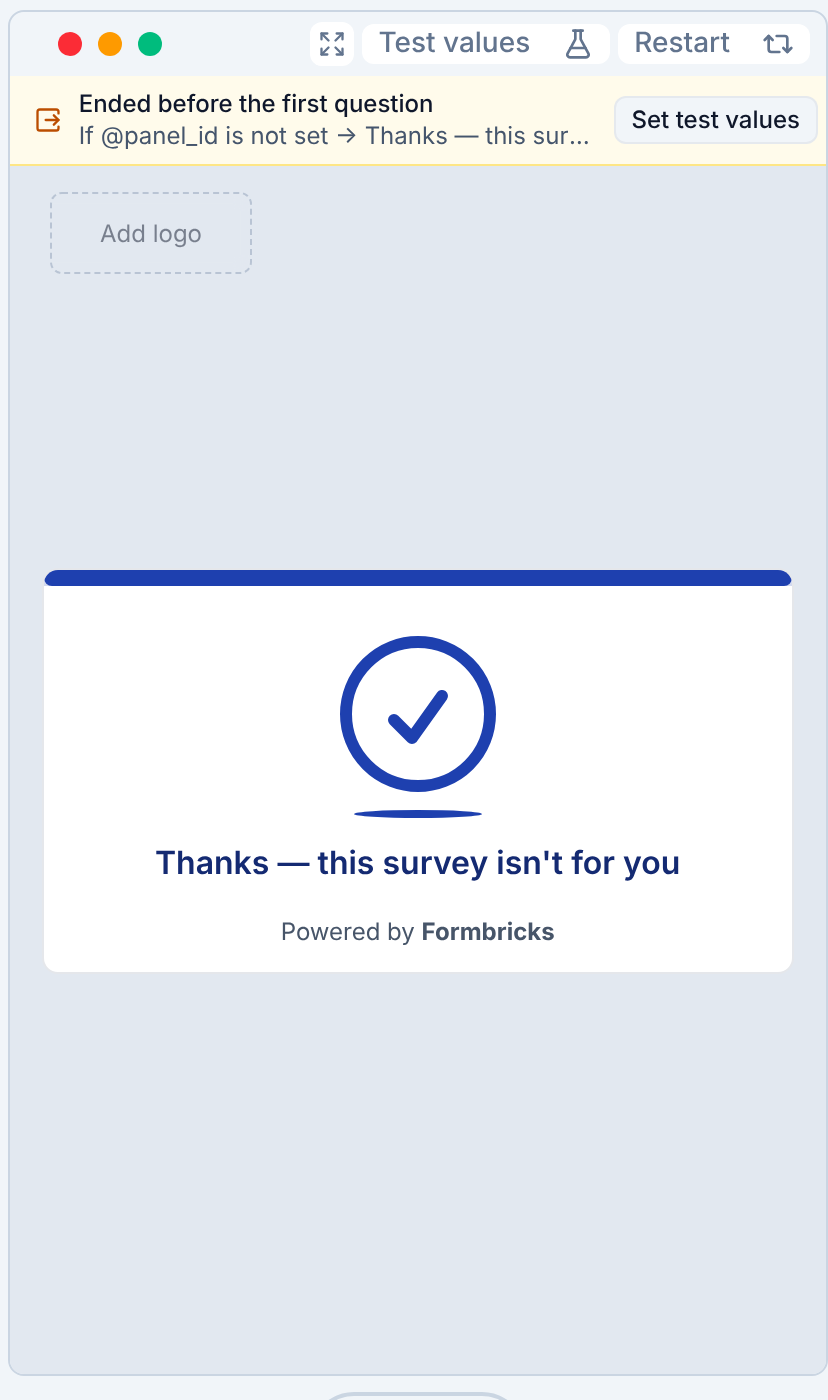 Test values
Restart
Ended before the first question
If @panel_id is not set → Thanks — this sur...
Set test values
Add logo
Thanks — this survey isn't for you
Powered by Formbricks